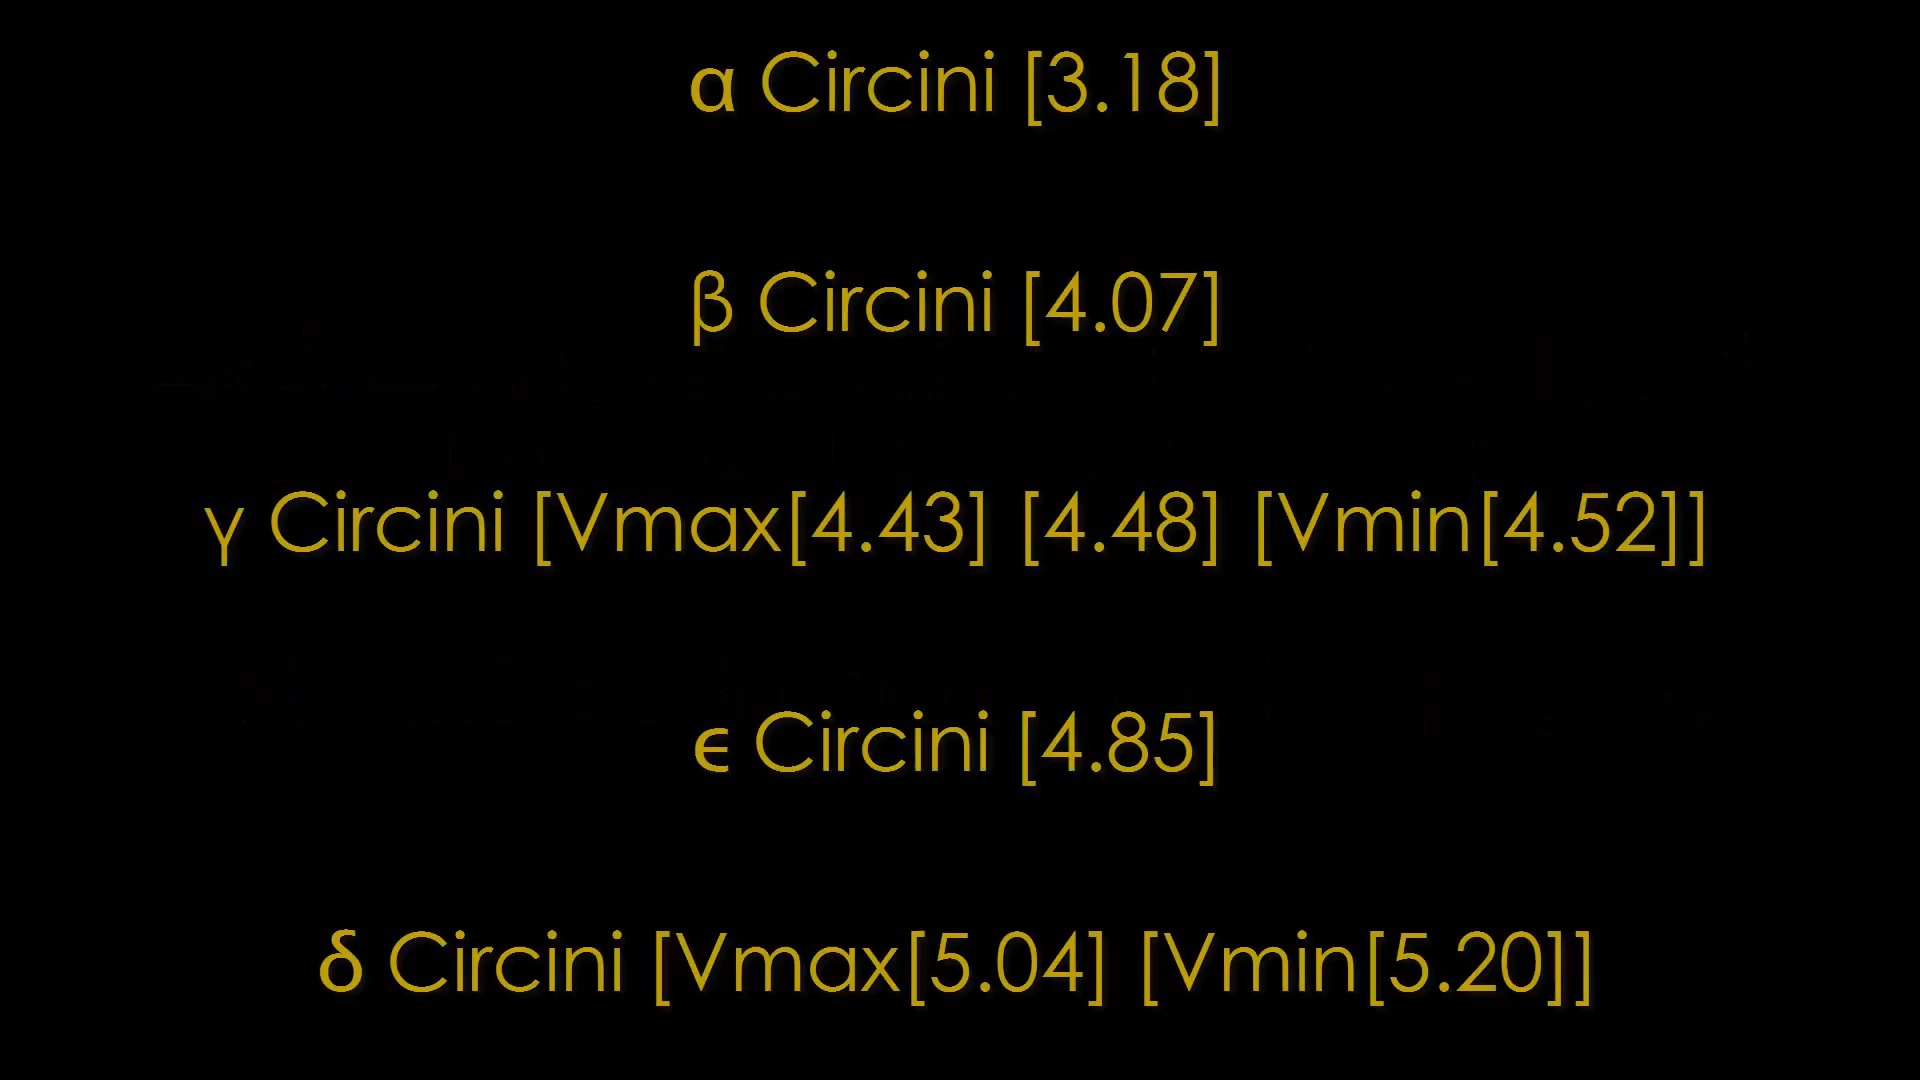 α Circini [3.18]
β Circini [4.07]
γ Circini [Vmax[4.43] [4.48] [Vmin[4.52]]
ϵ Circini [4.85]
δ Circini [Vmax[5.04] [Vmin[5.20]]